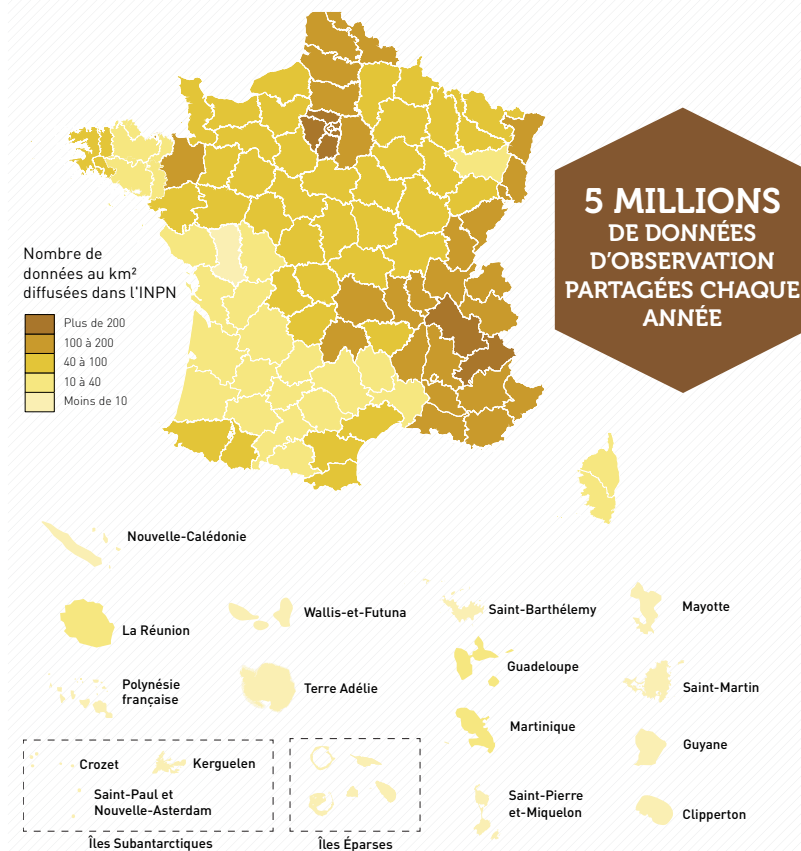 5 MILLIONS
DE DONNÉES
D'OBSERVATION
PARTAGÉES CHAQUE
ANNÉE
Nombre de
données au km²
diffusées dans l'INPN
Plus de 200
100 à 200
40 à 100
10 à 40
Moins de 10
Nouvelle-Calédonie
La Réunion
Wallis-et-Futuna
Saint-Barthélemy
Mayotte
Guadeloupe
Polynésie
française
Terre Adélie
Saint-Martin
Martinique
Guyane
Crozet
Kerguelen
Saint-Paul et
Nouvelle-Asterdam
Saint-Pierre
et-Miquelon
Clipperton
Îles Subantarctiques
Îles Éparses